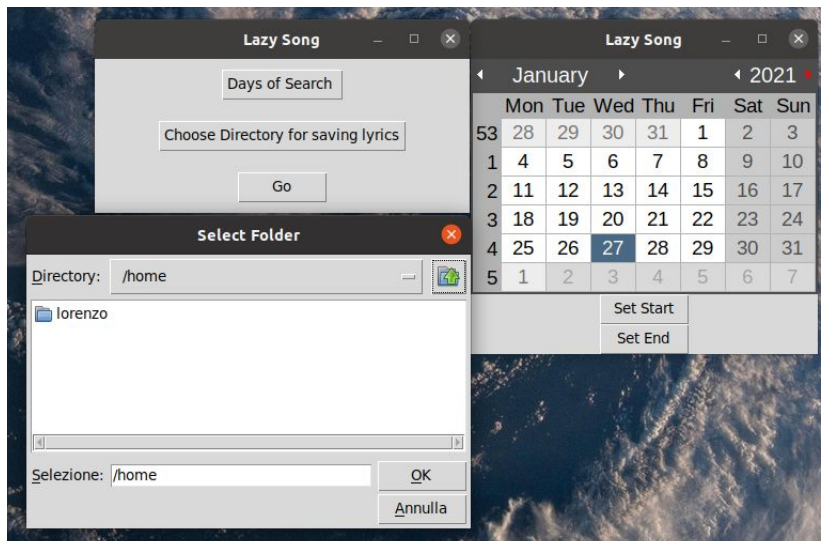 Lazy Song
Days of Search
Choose Directory for saving lyrics
Go
Lazy Song
January 2021
Mon Tue Wed Thu Fri Sat Sun
53 28 29 30 31 1 2 3
1 4 5 6 7 8 9 10
2 11 12 13 14 15 16 17
3 18 19 20 21 22 23 24
4 25 26 27 28 29 30 31
5 1 2 3 4 5 6 7
Set Start
Set End
Select Folder
Directory: /home
lorenzo
Selezione: /home
OK
Annulla